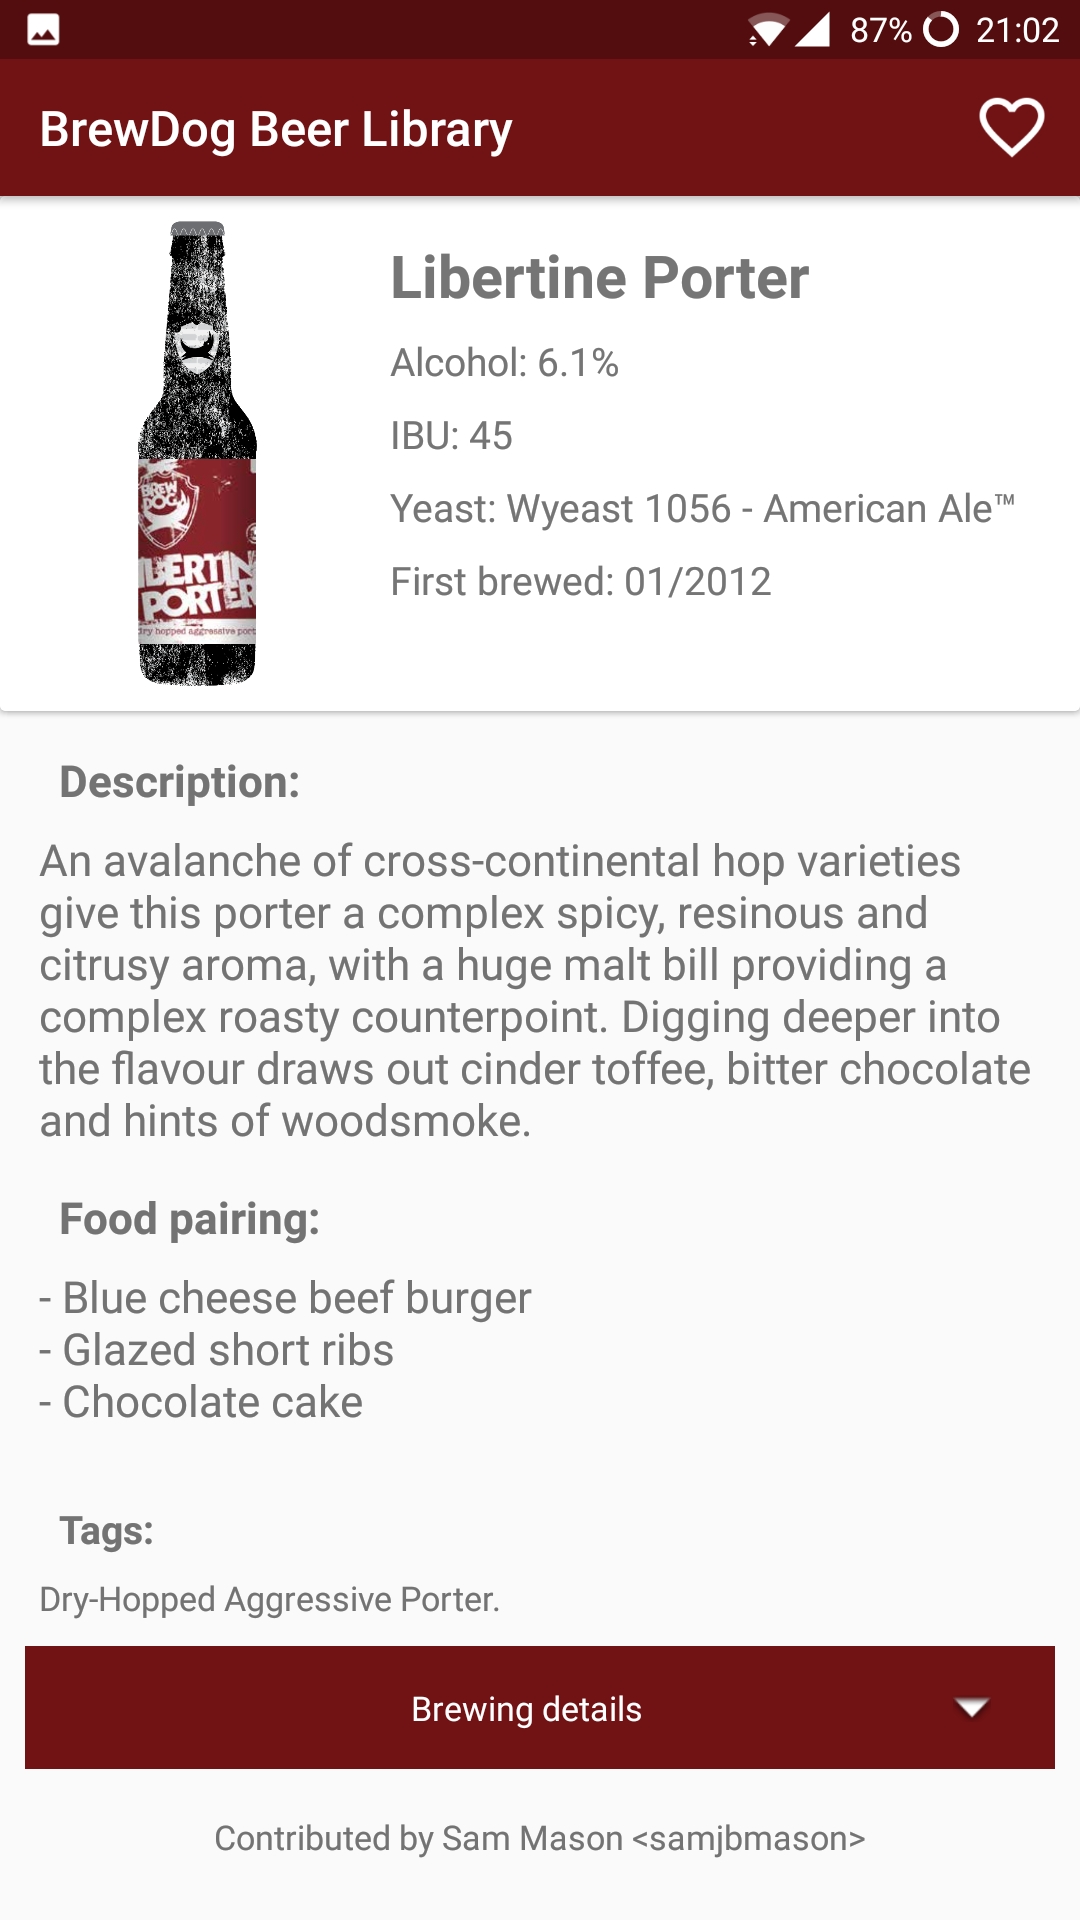 87% 21:02
BrewDog Beer Library
Libertine Porter
Alcohol: 6.1%
IBU: 45
Yeast: Wyeast 1056 - American Ale™
First brewed: 01/2012
BREW
DOG
LIBERTIN
PORTER
dry hopped aggressive port
Description:
An avalanche of cross-continental hop varieties
give this porter a complex spicy, resinous and
citrusy aroma, with a huge malt bill providing a
complex roasty counterpoint. Digging deeper into
the flavour draws out cinder toffee, bitter chocolate
and hints of woodsmoke.
Food pairing:
- Blue cheese beef burger
- Glazed short ribs
- Chocolate cake
Tags:
Dry-Hopped Aggressive Porter.
Brewing details
Contributed by Sam Mason <samjbmason>